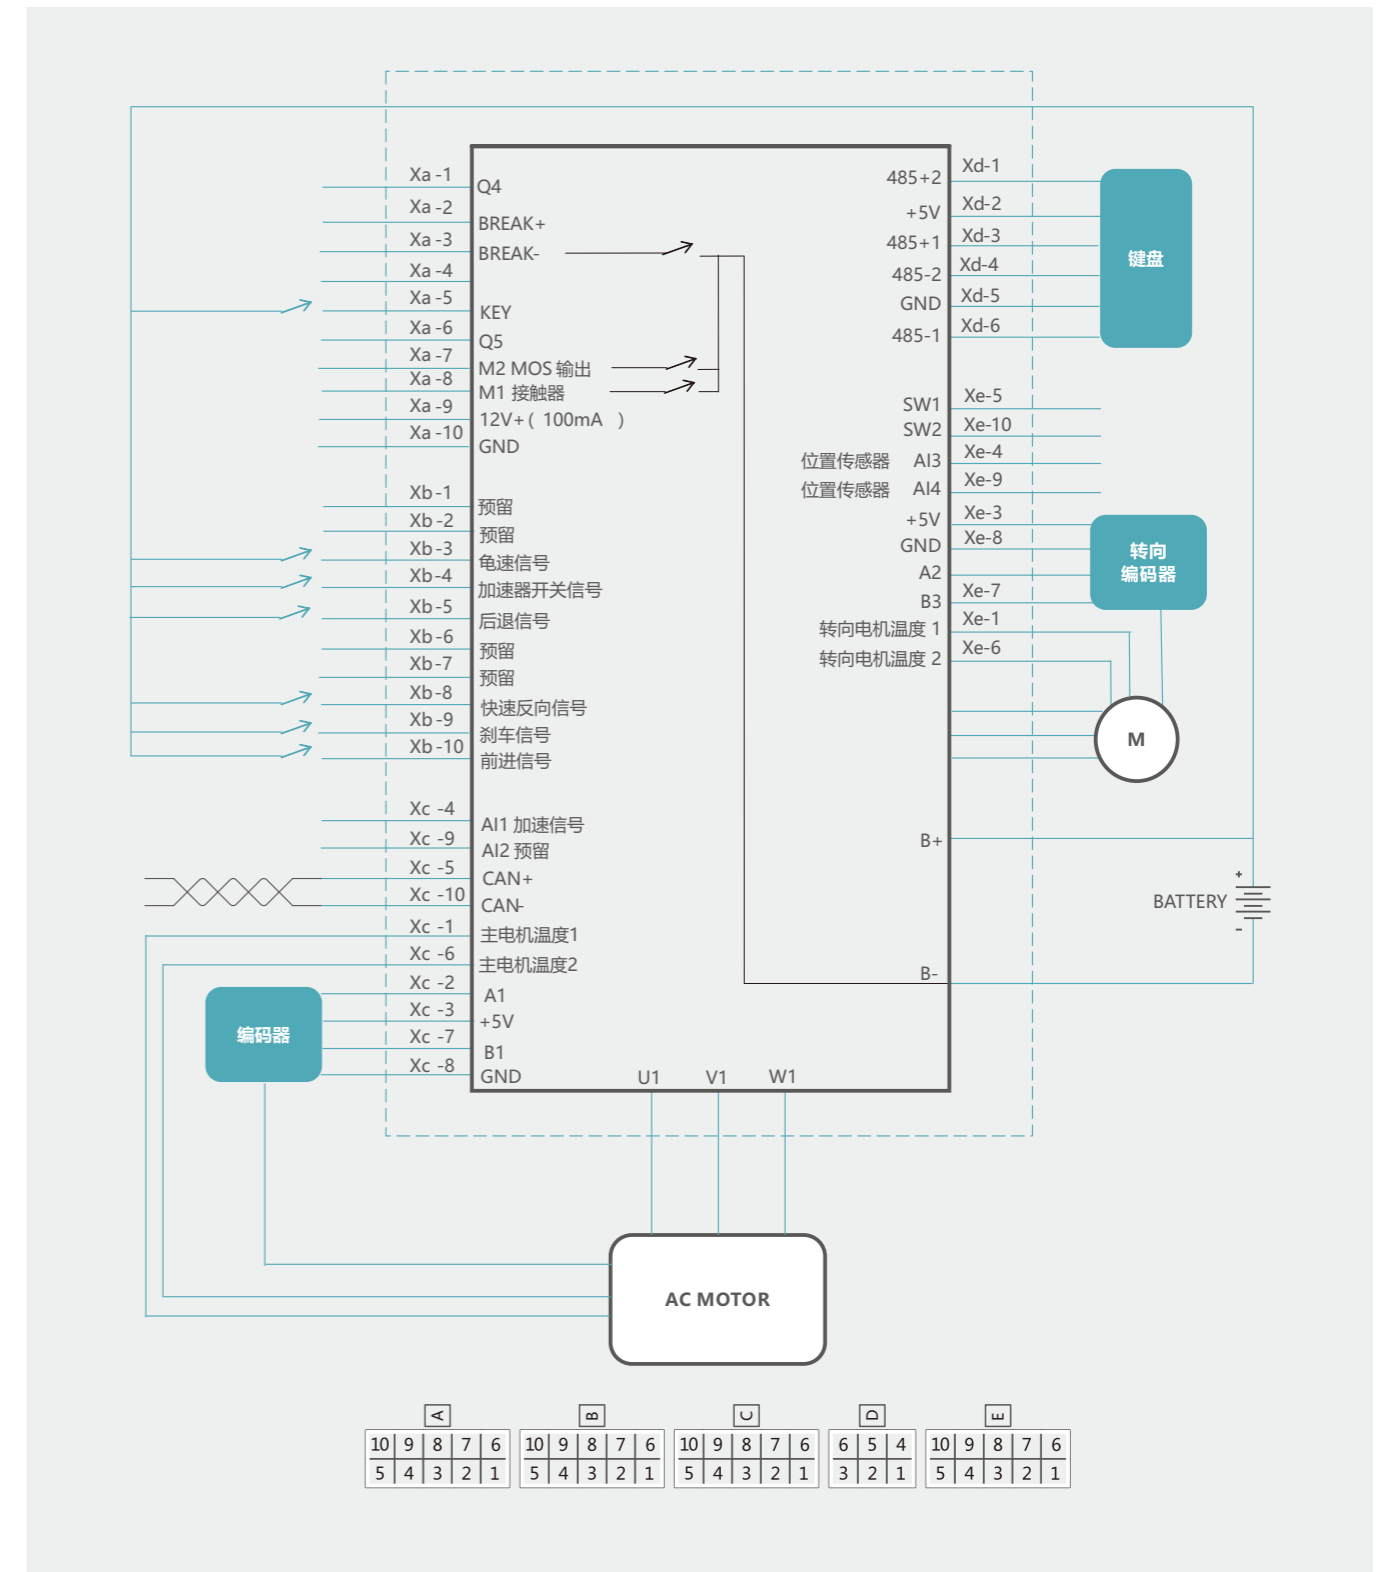 Xa -1
Q4
Xa -2
BREAK+
Xa -3
BREAK-
Xa -4
Xa -5
KEY
Xa -6
Q5
Xa -7
M2 MOS 输出
Xa -8
M1 接触器
Xa -9
12V+ ( 100mA )
Xa -10
GND
Xb -1
预留
Xb -2
预留
Xb -3
龟速信号
Xb -4
加速器开关信号
Xb -5
后退信号
Xb -6
预留
Xb -7
预留
Xb -8
快速反向信号
Xb -9
刹车信号
Xb -10
前进信号
Xc -4
AI1 加速信号
Xc -9
AI2 预留
Xc -5
CAN+
Xc -10
CAN-
Xc -1
主电机温度1
Xc -6
主电机温度2
Xc -2
A1
Xc -3
+5V
Xc -7
B1
Xc -8
GND
编码器
485+2
Xd-1
+5V
Xd-2
485+1
Xd-3
485-2
Xd-4
GND
Xd-5
485-1
Xd-6
键盘
SW1
Xe-5
SW2
Xe-10
位置传感器 AI3
Xe-4
位置传感器 AI4
Xe-9
+5V
Xe-3
GND
Xe-8
A2
B3
Xe-7
转向电机温度 1
Xe-1
转向电机温度 2
Xe-6
转向
编码器
M
B+
+
BATTERY
-
B-
U1 V1 W1
AC MOTOR
A B C D E
10 9 8 7 6 10 9 8 7 6 10 9 8 7 6 6 5 4 10 9 8 7 6
5 4 3 2 1 5 4 3 2 1 5 4 3 2 1 3 2 1 5 4 3 2 1